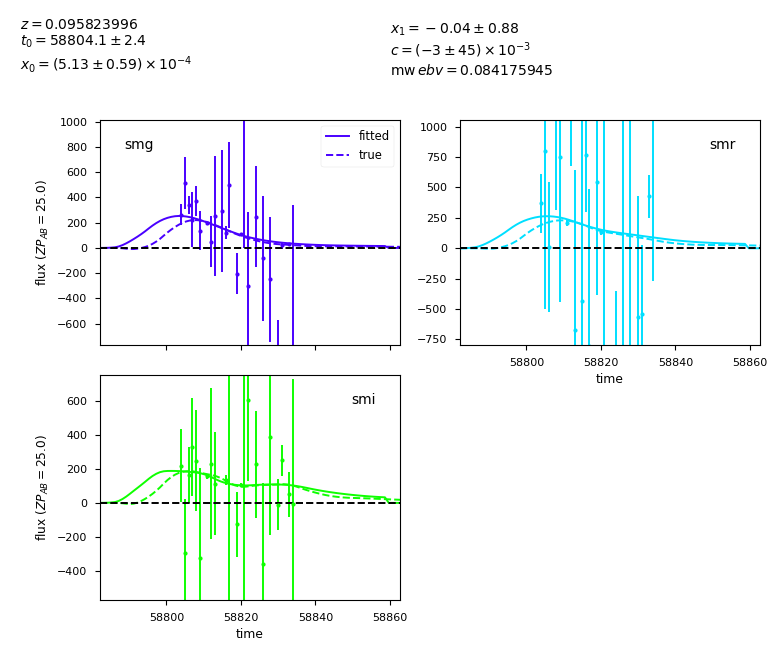 z = 0.095823996
t₀ = 58804.1 ± 2.4
x₀ = (5.13 ± 0.59) × 10⁻⁴
x₁ = −0.04 ± 0.88
c = (−3 ± 45) × 10⁻³
mw ebv = 0.084175945
smg
fitted
true
1000
800
600
400
200
0
−200
−400
−600
flux (ZP_AB = 25.0)
smr
1000
750
500
250
0
−250
−500
−750
58800
58820
58840
58860
time
smi
600
400
200
0
−200
−400
flux (ZP_AB = 25.0)
58800
58820
58840
58860
time